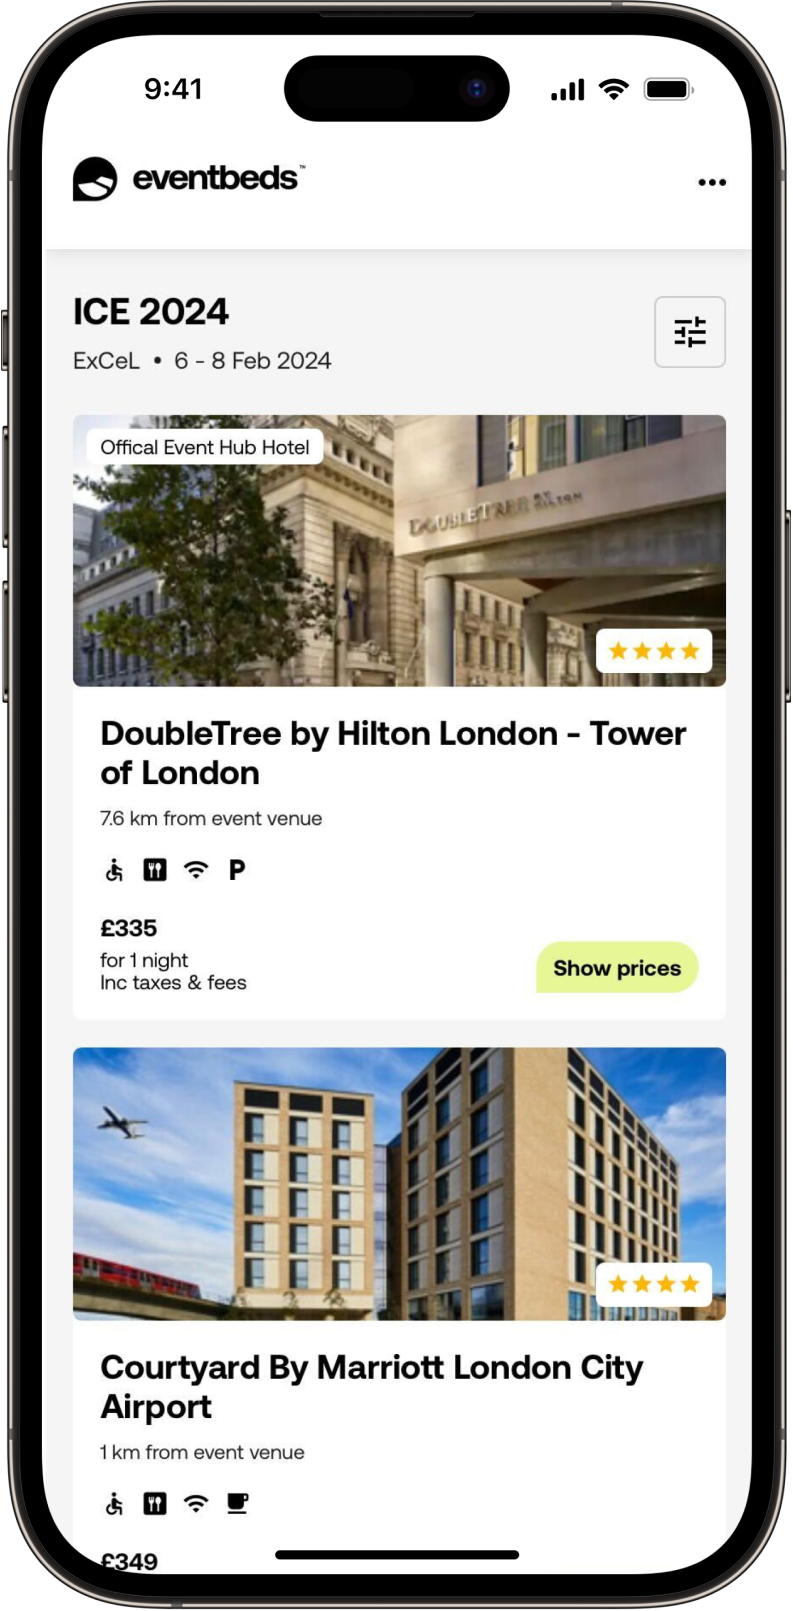 9:41
eventbeds™
ICE 2024
ExCeL • 6 - 8 Feb 2024
Offical Event Hub Hotel
DOUBLETREE BY HILTON
DoubleTree by Hilton London - Tower
of London
7.6 km from event venue
P
£335
for 1 night
Inc taxes & fees
Show prices
Courtyard By Marriott London City
Airport
1 km from event venue
£349